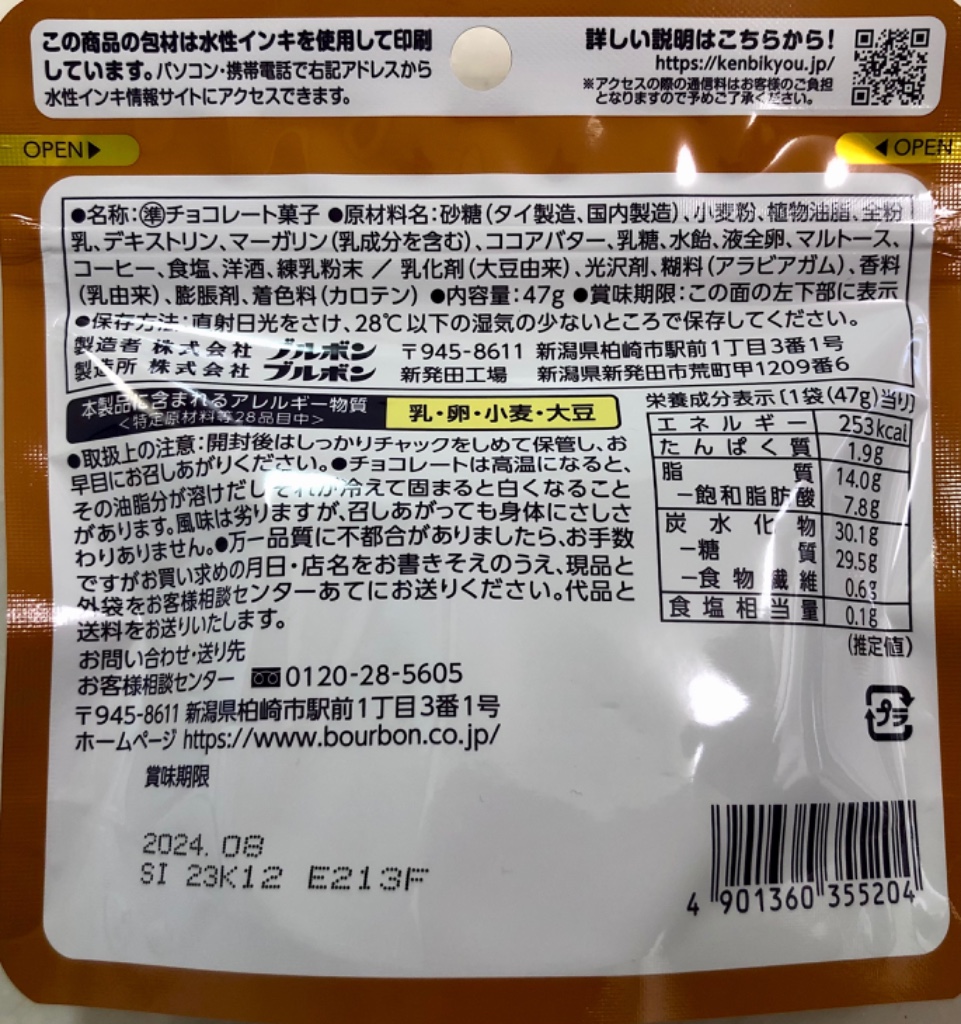 この商品の包材は水性インキを使用して印刷
しています。パソコン・携帯電話で右記アドレスから
水性インキ情報サイトにアクセスできます。
詳しい説明はこちらから!
https://kenbikyou.jp/
※アクセスの際の通信料はお客様のご負担
となりますので予めご了承ください。
OPEN▶
◀OPEN
●名称:㊜チョコレート菓子 ●原材料名:砂糖(タイ製造、国内製造)、小麦粉、植物油脂、全粉
乳、デキストリン、マーガリン(乳成分を含む)、ココアバター、乳糖、水飴、液全卵、マルトース、
コーヒー、食塩、洋酒、練乳粉末 / 乳化剤(大豆由来)、光沢剤、糊料(アラビアガム)、香料
(乳由来)、膨脹剤、着色料(カロテン) ●内容量:47g ●賞味期限:この面の左下部に表示
●保存方法:直射日光をさけ、28℃以下の湿気の少ないところで保存してください。
製造者 株式会社 ブルボン 〒945-8611 新潟県柏崎市駅前1丁目3番1号
製造所 株式会社 ブルボン 新発田工場 新潟県新発田市荒町甲1209番6
本製品に含まれるアレルギー物質
<特定原材料等28品目中>
乳・卵・小麦・大豆
●取扱上の注意:開封後はしっかりチャックをしめて保管し、お
早目にお召しあがりください。●チョコレートは高温になると、
その油脂分が溶けだしそれが冷えて固まると白くなること
があります。風味は劣りますが、召しあがっても身体にさしさ
わりありません。●万一品質に不都合がありましたら、お手数
ですがお買い求めの月日・店名をお書きそえのうえ、現品と
外袋をお客様相談センターあてにお送りください。代品と
送料をお送りいたします。
お問い合わせ・送り先
お客様相談センター 0120-28-5605
〒945-8611 新潟県柏崎市駅前1丁目3番1号
ホームページ https://www.bourbon.co.jp/
栄養成分表示〔1袋(47g)当り〕
エネルギー 253kcal
たんぱく質 1.9g
脂質 14.0g
-飽和脂肪酸 7.8g
炭水化物 30.1g
-糖質 29.5g
-食物繊維 0.6g
食塩相当量 0.1g
(推定値)
プラ
賞味期限
2024. 08
SI 23K12 E213F
4 901360 355204